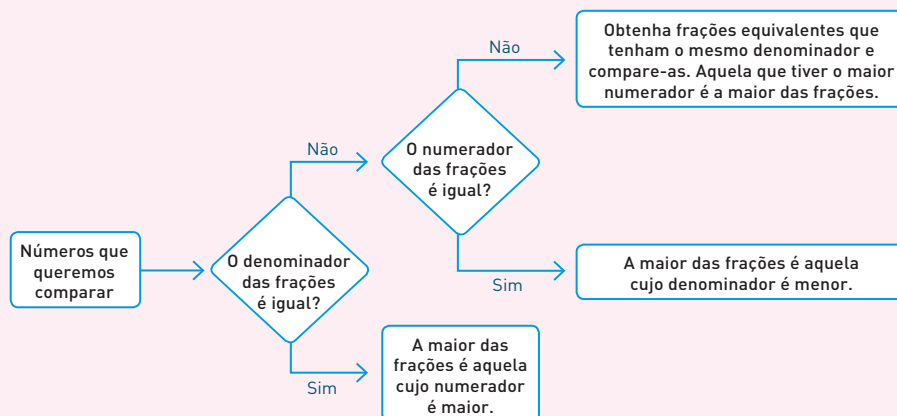 Não
Obtenha frações equivalentes que
tenham o mesmo denominador e
compare-as. Aquela que tiver o maior
numerador é a maior das frações.
Não
O numerador
das frações
é igual?
Números que
queremos
comparar
O denominador
das frações
é igual?
Sim
A maior das frações é aquela
cujo denominador é menor.
Sim
A maior das
frações é aquela
cujo numerador
é maior.